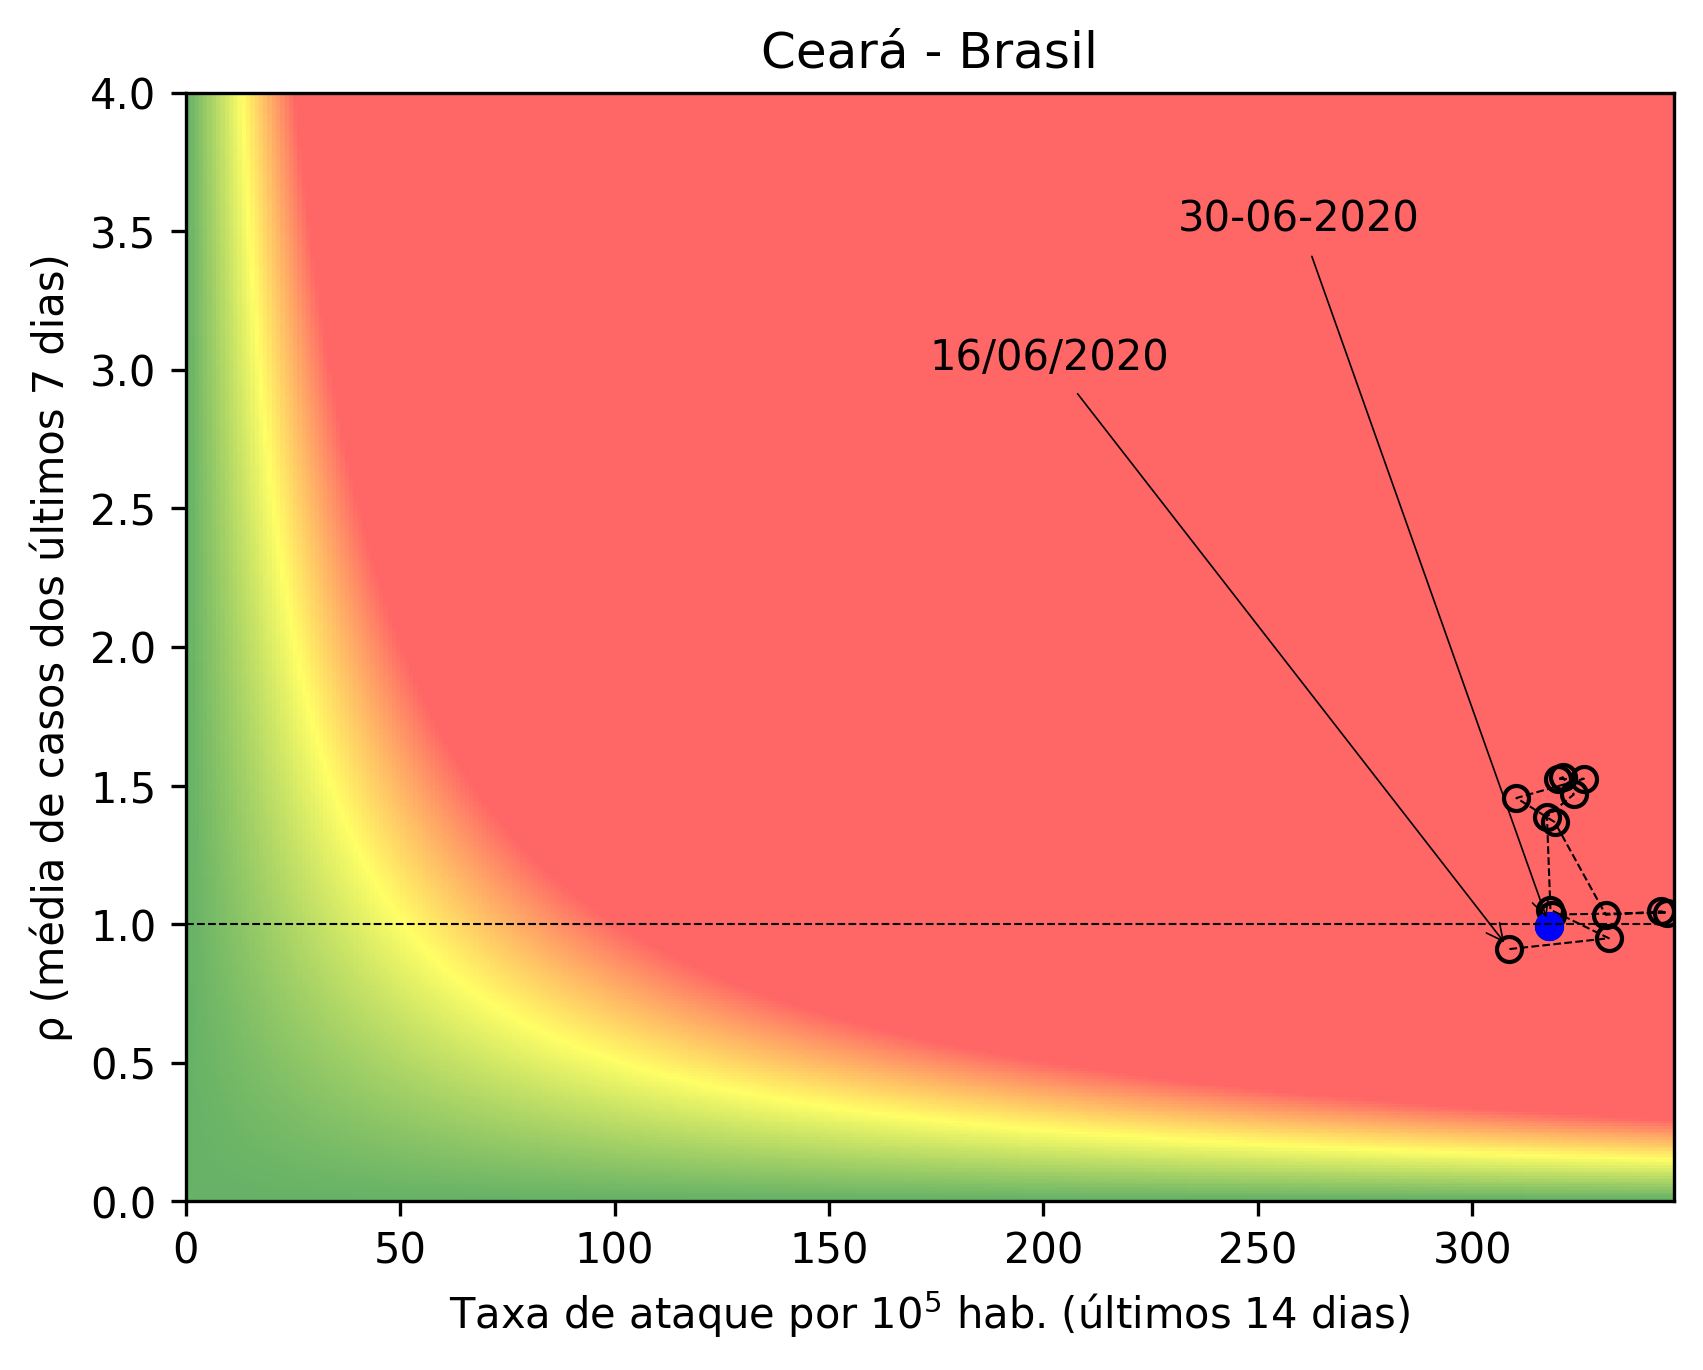 Ceará - Brasil
4.0
3.5
3.0
2.5
2.0
1.5
1.0
0.5
0.0
ρ (média de casos dos últimos 7 dias)
30-06-2020
16/06/2020
0 50 100 150 200 250 300
Taxa de ataque por 10⁵ hab. (últimos 14 dias)